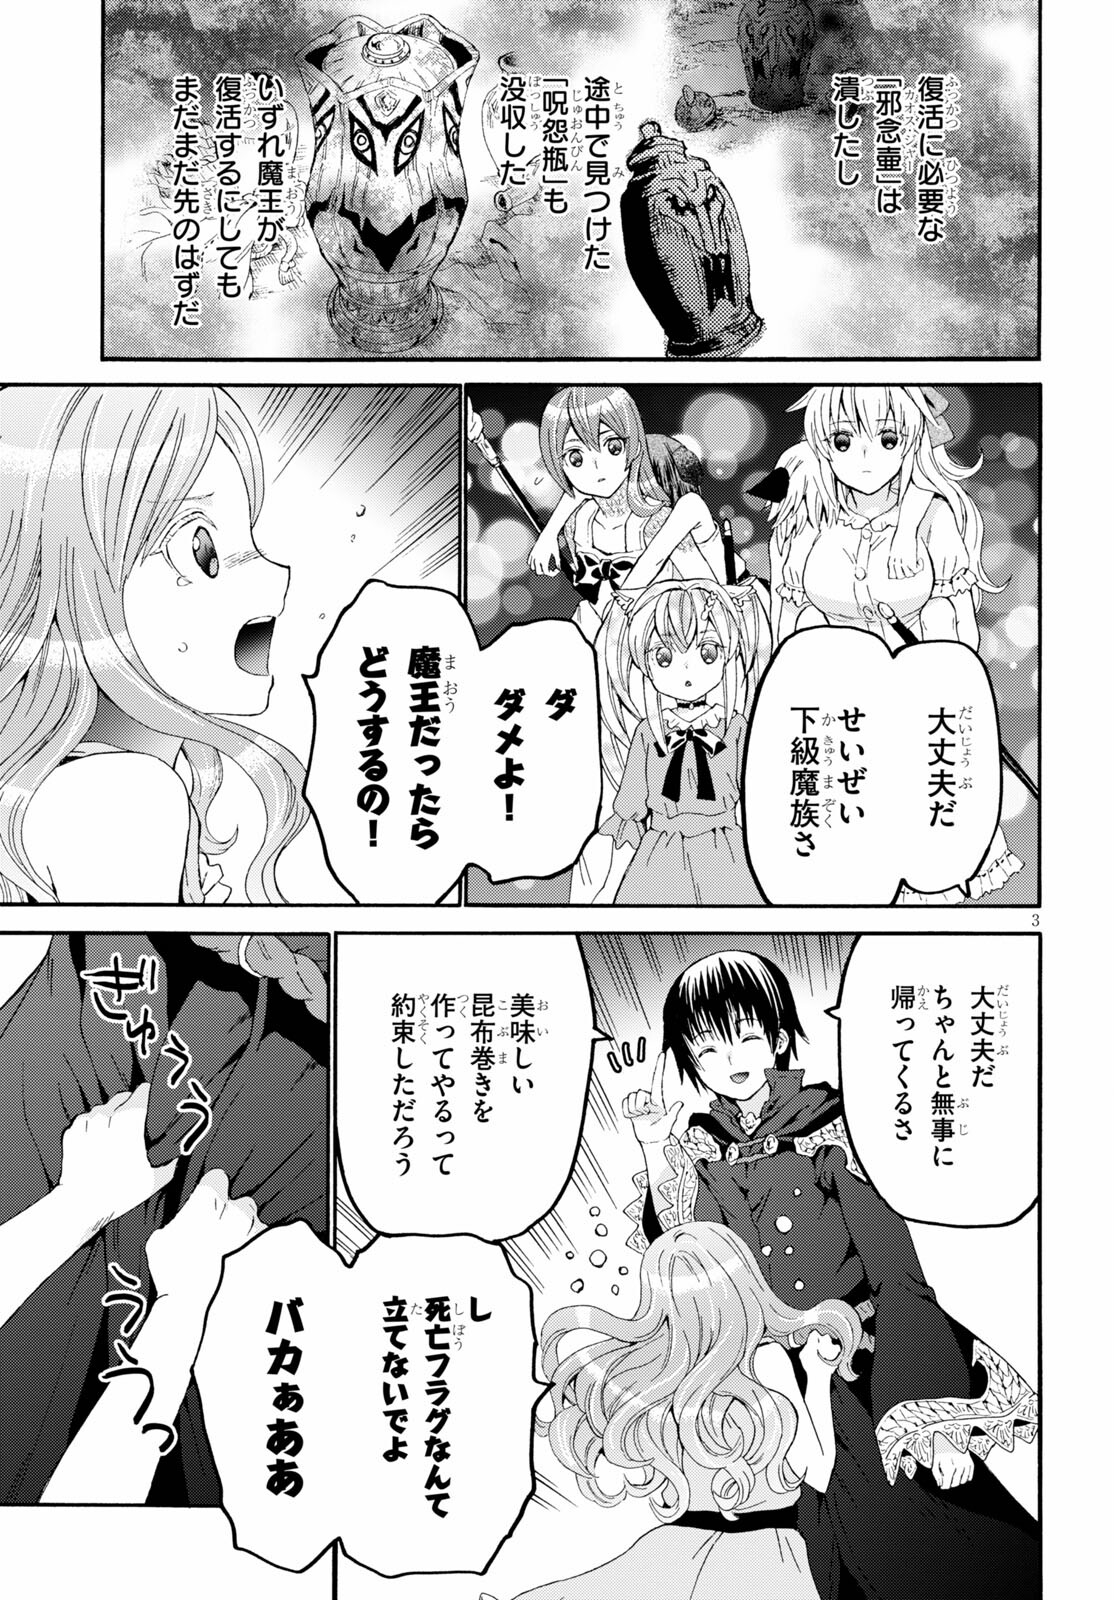 復活に必要な
『邪念壷』は
潰したし
途中で見つけた
「呪怨瓶」も
没収した
いずれ魔王が
復活するにしても
まだまだ先のはずだ
大丈夫だ
せいぜい
下級魔族さ
ダ
ダメよ！
魔王だったら
どうするの！
3
大丈夫だ
ちゃんと無事に
帰ってくるさ
美味しい
昆布巻きを
作ってやるって
約束しただろう
し
死亡フラグなんて
立てないでよ
バカぁああ
ぎゅうううう